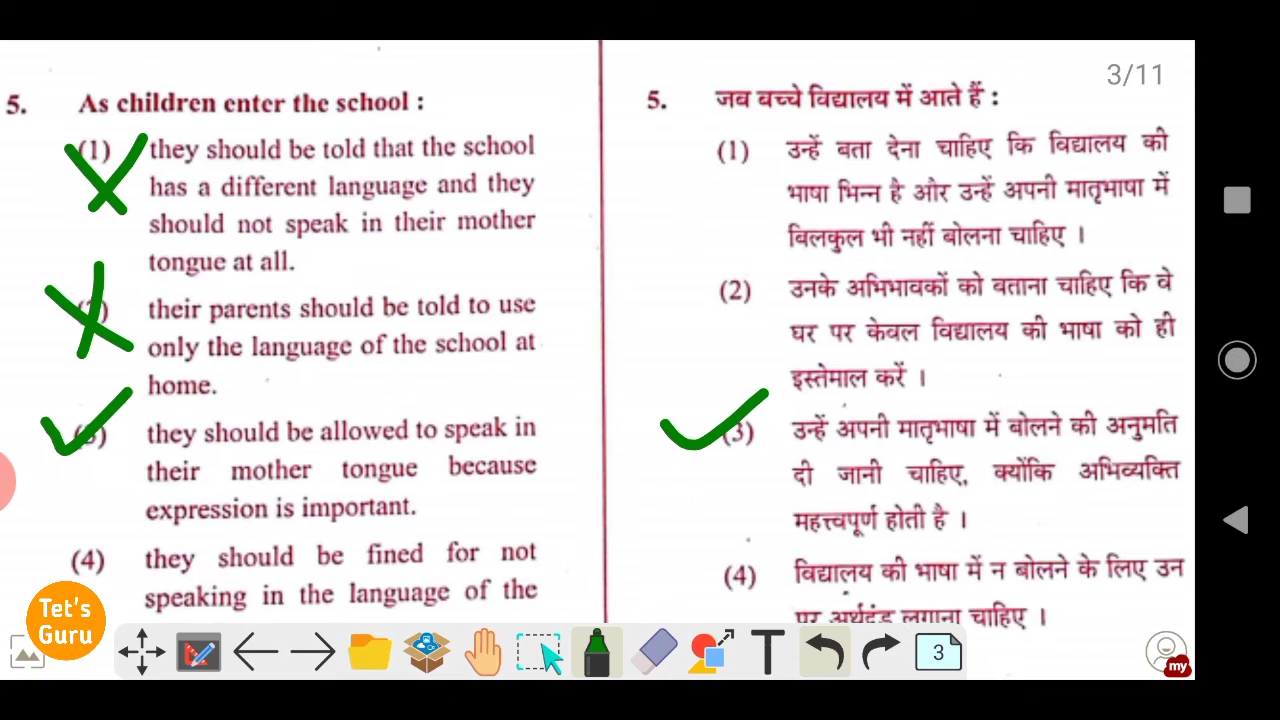 3/11
5. As children enter the school :
(1) they should be told that the school
has a different language and they
should not speak in their mother
tongue at all.
their parents should be told to use
only the language of the school at
home.
they should be allowed to speak in
their mother tongue because
expression is important.
(4) they should be fined for not
speaking in the language of the
5. जब बच्चे विद्यालय में आते हैं :
(1) उन्हें बता देना चाहिए कि विद्यालय की
भाषा भिन्न है और उन्हें अपनी मातृभाषा में
बिलकुल भी नहीं बोलना चाहिए ।
(2) उनके अभिभावकों को बताना चाहिए कि वे
घर पर केवल विद्यालय की भाषा को ही
इस्तेमाल करें ।
(3) उन्हें अपनी मातृभाषा में बोलने की अनुमति
दी जानी चाहिए, क्योंकि अभिव्यक्ति
महत्त्वपूर्ण होती है ।
(4) विद्यालय की भाषा में न बोलने के लिए उन
पर अर्थदंड लगाना चाहिए ।
Tet's
Guru
T
3
my